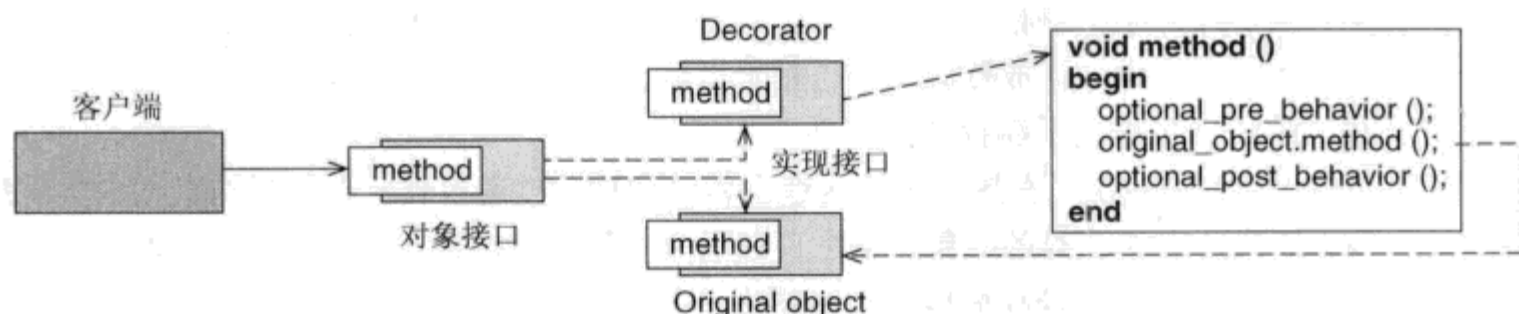 客户端
method
对象接口
Decorator
method
实现接口
method
Original object
void method ()
begin
optional_pre_behavior ();
original_object.method ();
optional_post_behavior ();
end